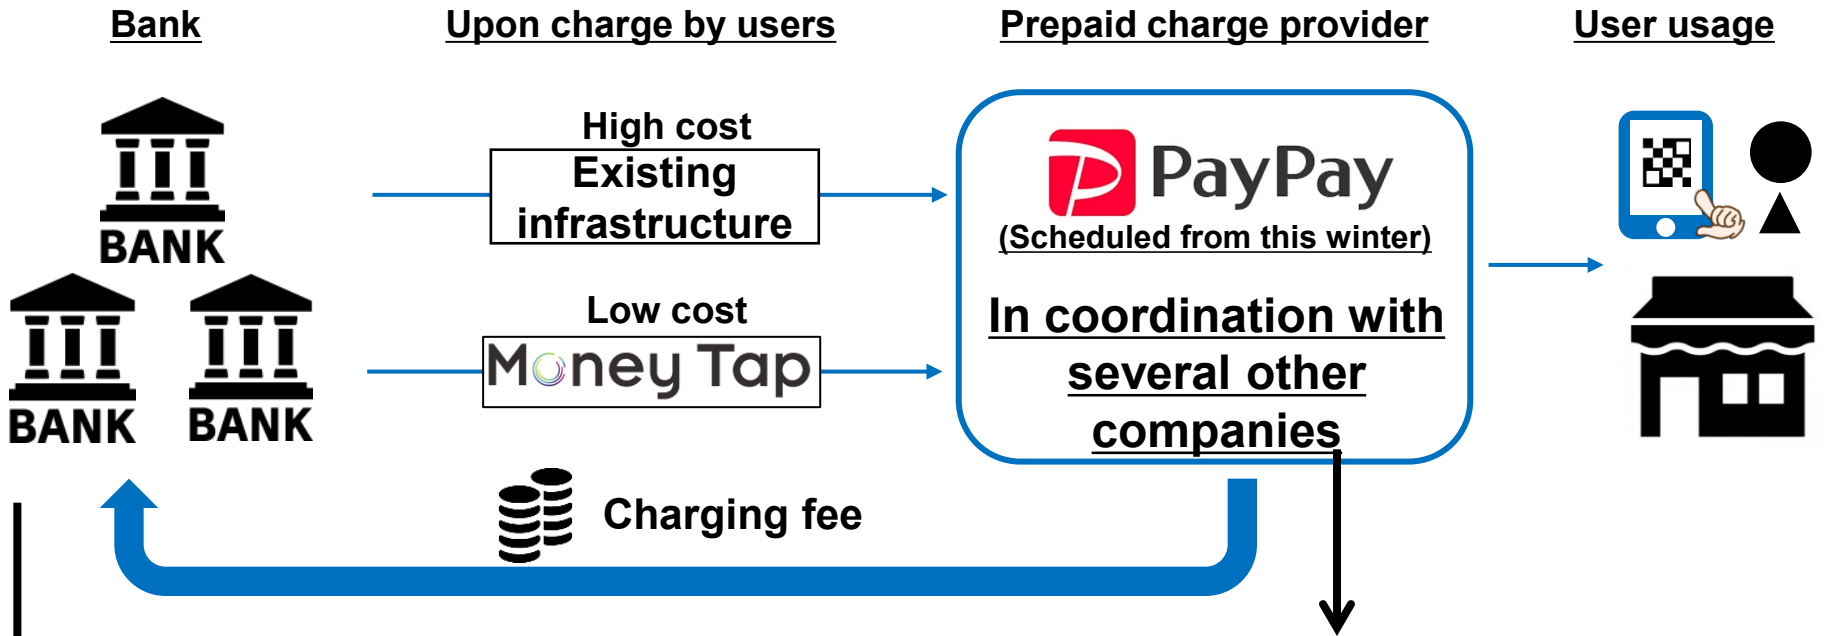 Bank
Upon charge by users
Prepaid charge provider
User usage
BANK
BANK
BANK
High cost
Existing
infrastructure
Low cost
Money Tap
PayPay
(Scheduled from this winter)
In coordination with
several other
companies
Charging fee